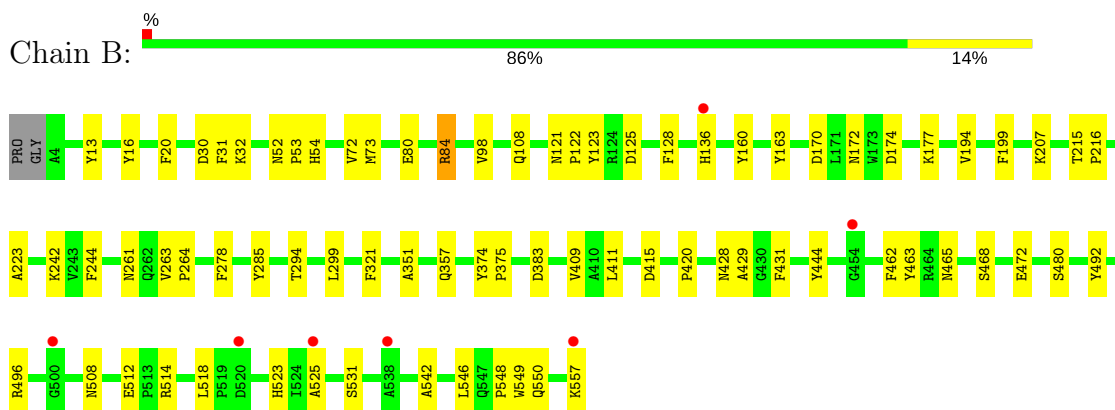 %
Chain B:
86% 14%
PRO GLY A4 Y13 Y16 F20 D30 F31 K32 N52 P53 H54 V72 M73 E80 R84 V98 Q108 N121 P122 Y123 R124 D125 F128 H136 Y160 Y163 D170 L171 N172 W173 D174 K177 V194 F199 K207 T215 P216
A223 K242 V243 F244 N261 Q262 V263 P264 F278 Y285 T294 L299 F321 A351 Q357 Y374 P375 D383 V409 A410 L411 D415 P420 N428 A429 G430 F431 Y444 G454 F462 Y463 R464 N465 S468 E472 S480 Y492
R496 G500 N508 E512 P513 R514 L518 P519 D520 H523 I524 A525 S531 A538 A542 L546 Q547 P548 W549 Q550 K557